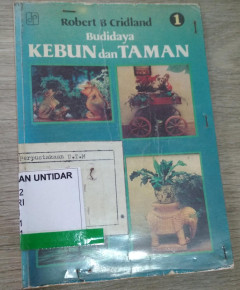 Robert B Cridland
1
Budidaya
KEBUN dan TAMAN
Perpustakaan
AN UNTIDAR
2
RI